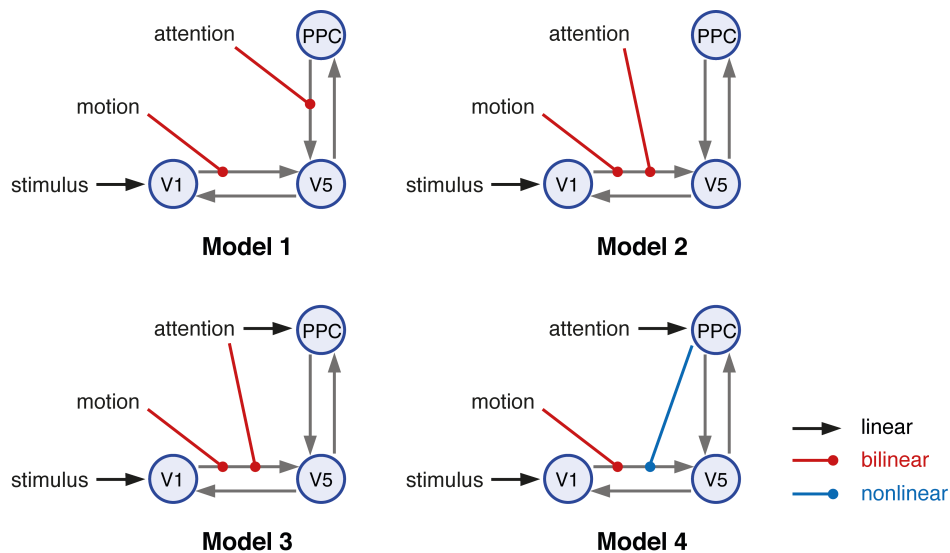 attention
PPC
motion
stimulus
V1
V5
Model 1
attention
PPC
motion
stimulus
V1
V5
Model 2
attention
PPC
motion
stimulus
V1
V5
Model 3
attention
PPC
motion
stimulus
V1
V5
Model 4
linear
bilinear
nonlinear